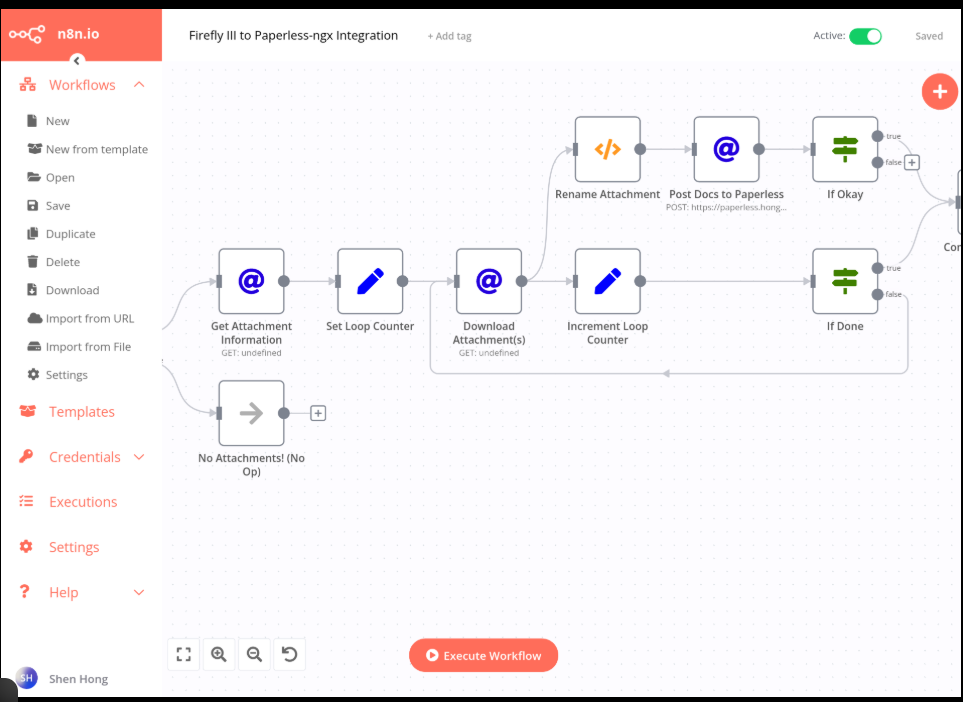 n8n.io
Firefly III to Paperless-ngx Integration
+ Add tag
Active:
Saved
Workflows
New
New from template
Open
Save
Duplicate
Delete
Download
Import from URL
Import from File
Settings
Templates
Credentials
Executions
Settings
Help
SH
Shen Hong
Rename Attachment
Post Docs to Paperless
POST: https://paperless.hong...
If Okay
true
false
Con
Get Attachment
Information
GET: undefined
Set Loop Counter
Download
Attachment(s)
GET: undefined
Increment Loop
Counter
If Done
true
false
No Attachments! (No
Op)
Execute Workflow